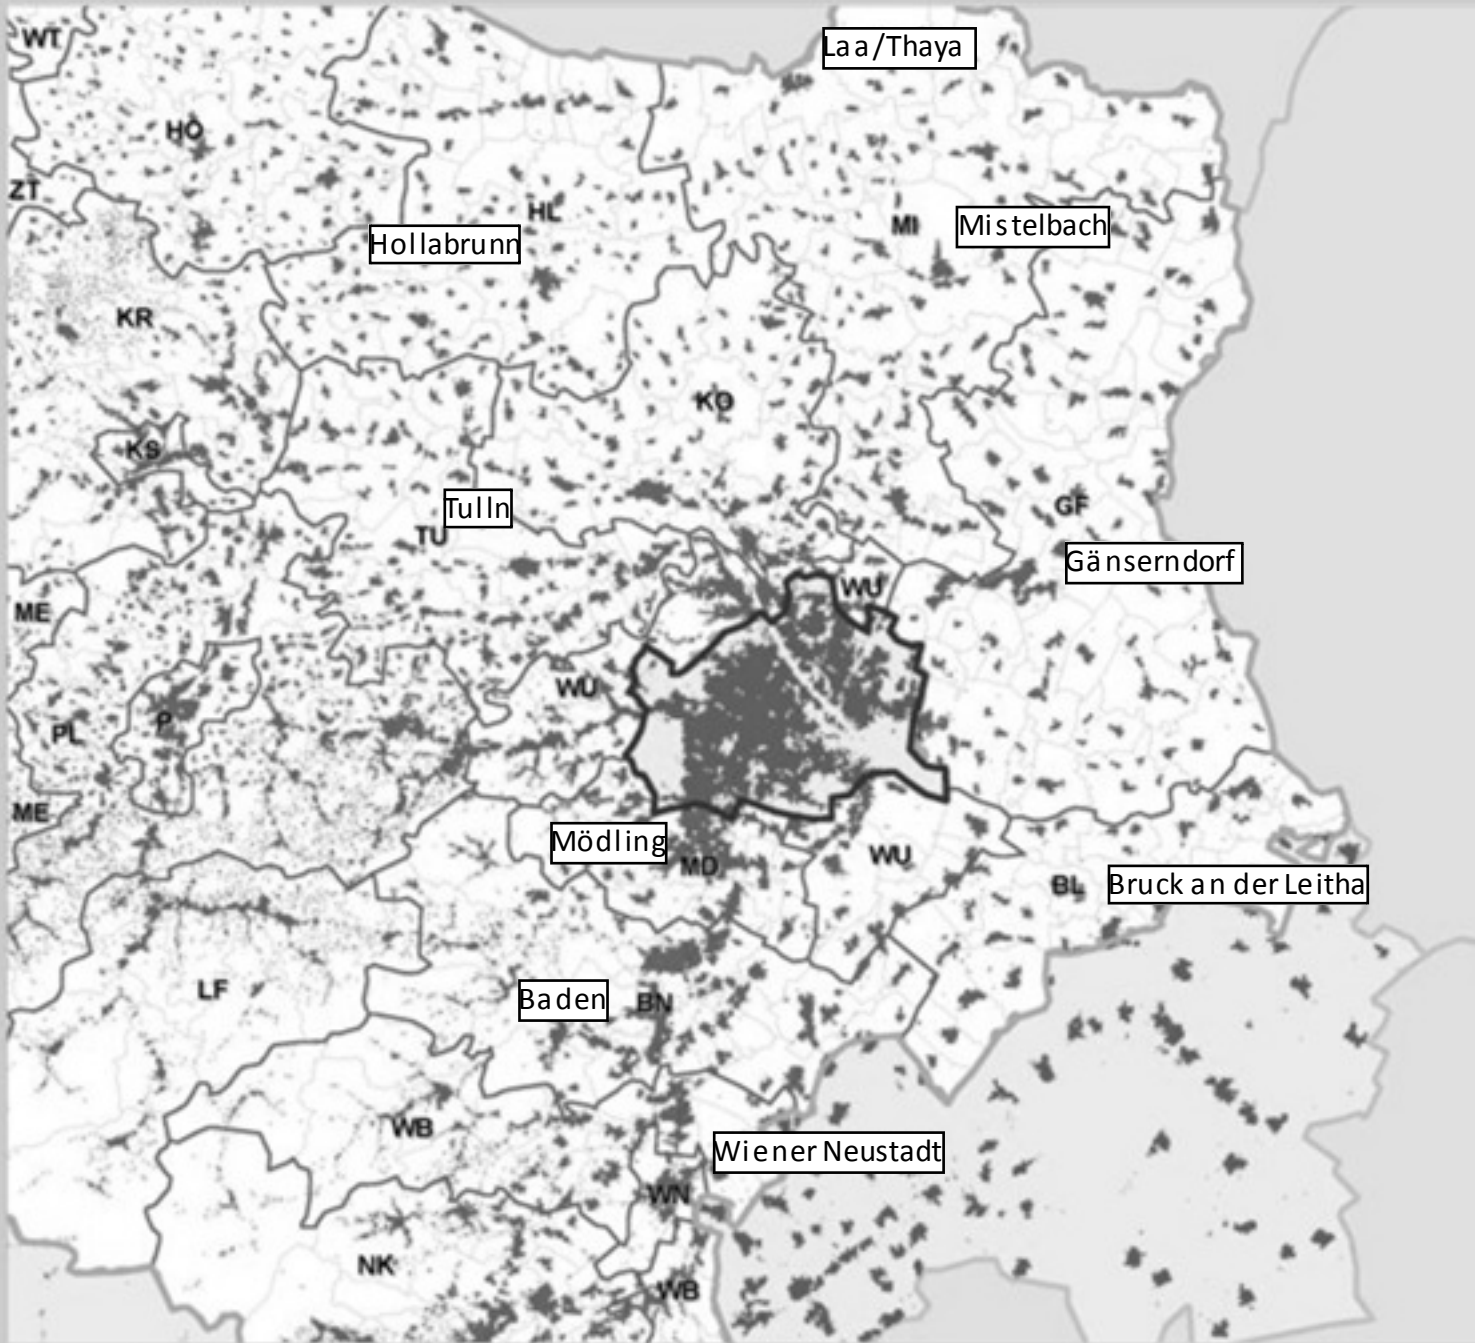 WT
Laa/Thaya
HO
ZT
HL
MI
Mistelbach
Hollabrunn
KR
KO
KS
Tulln
GF
TU
Gänserndorf
WU
ME
WU
PL
P
ME
Mödling
MD
WU
BL
Bruck an der Leitha
LF
Baden
BN
WB
Wiener Neustadt
WN
NK
WB